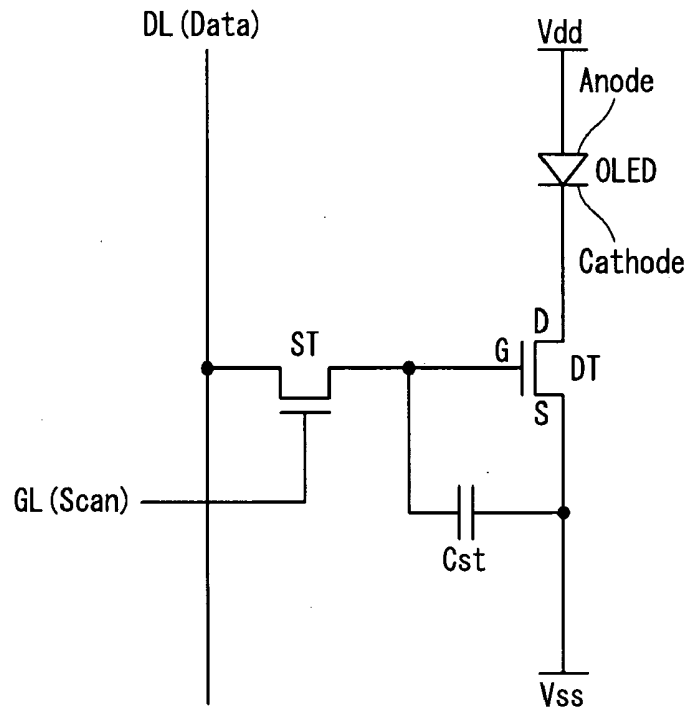 DL(Data)
Vdd
Anode
OLED
Cathode
D
ST
G
DT
S
GL(Scan)
Cst
Vss